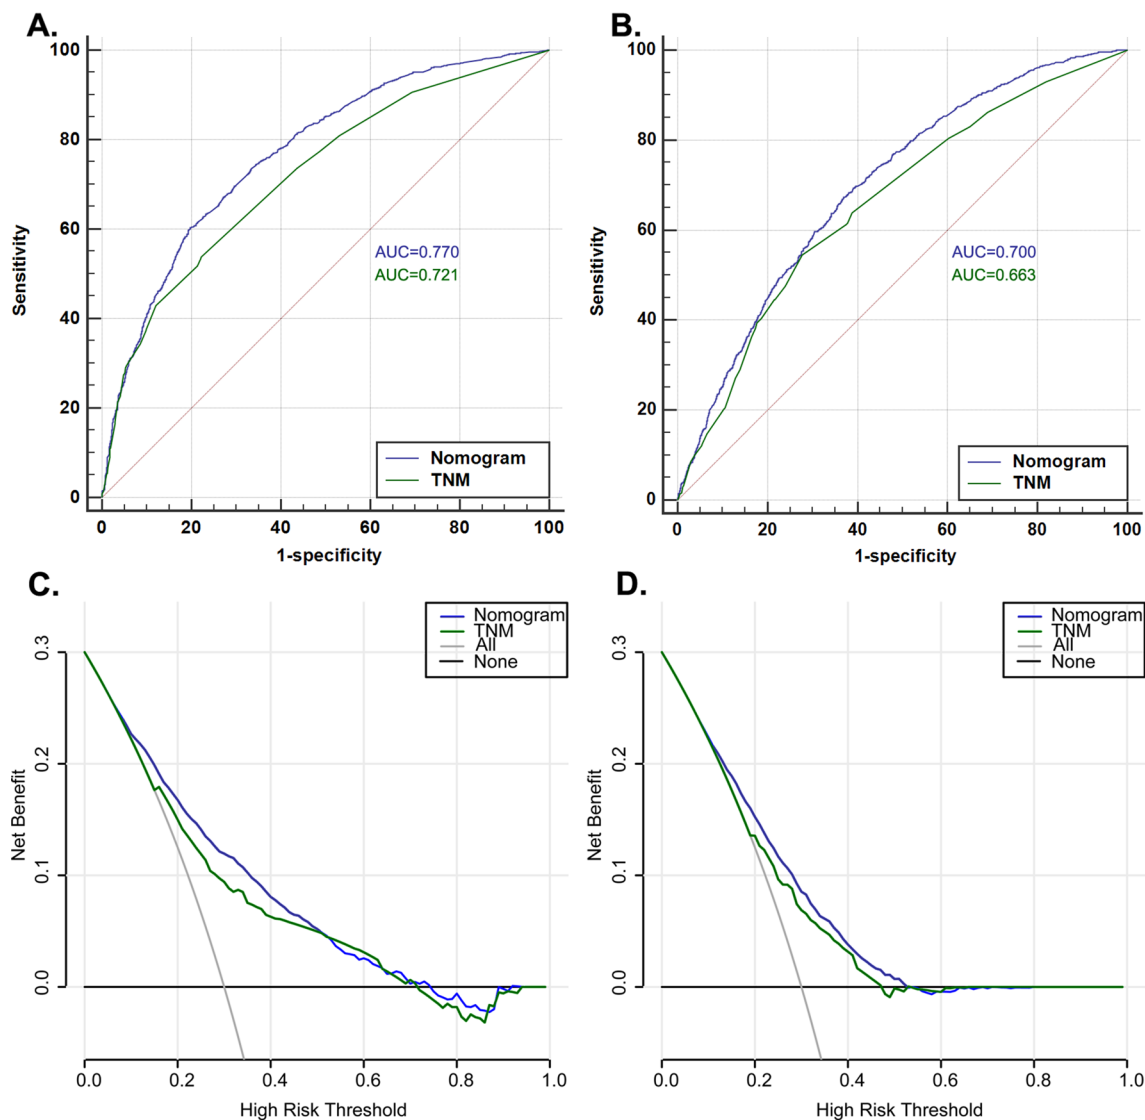 A.
100
80
60
40
20
0
Sensitivity
AUC=0.770
AUC=0.721
Nomogram
TNM
0 20 40 60 80 100
1-specificity
B.
100
80
60
40
20
0
Sensitivity
AUC=0.700
AUC=0.663
Nomogram
TNM
0 20 40 60 80 100
1-specificity
C.
Nomogram
TNM
All
None
0.3
0.2
0.1
0.0
Net Benefit
0.0 0.2 0.4 0.6 0.8 1.0
High Risk Threshold
D.
Nomogram
TNM
All
None
0.3
0.2
0.1
0.0
Net Benefit
0.0 0.2 0.4 0.6 0.8 1.0
High Risk Threshold